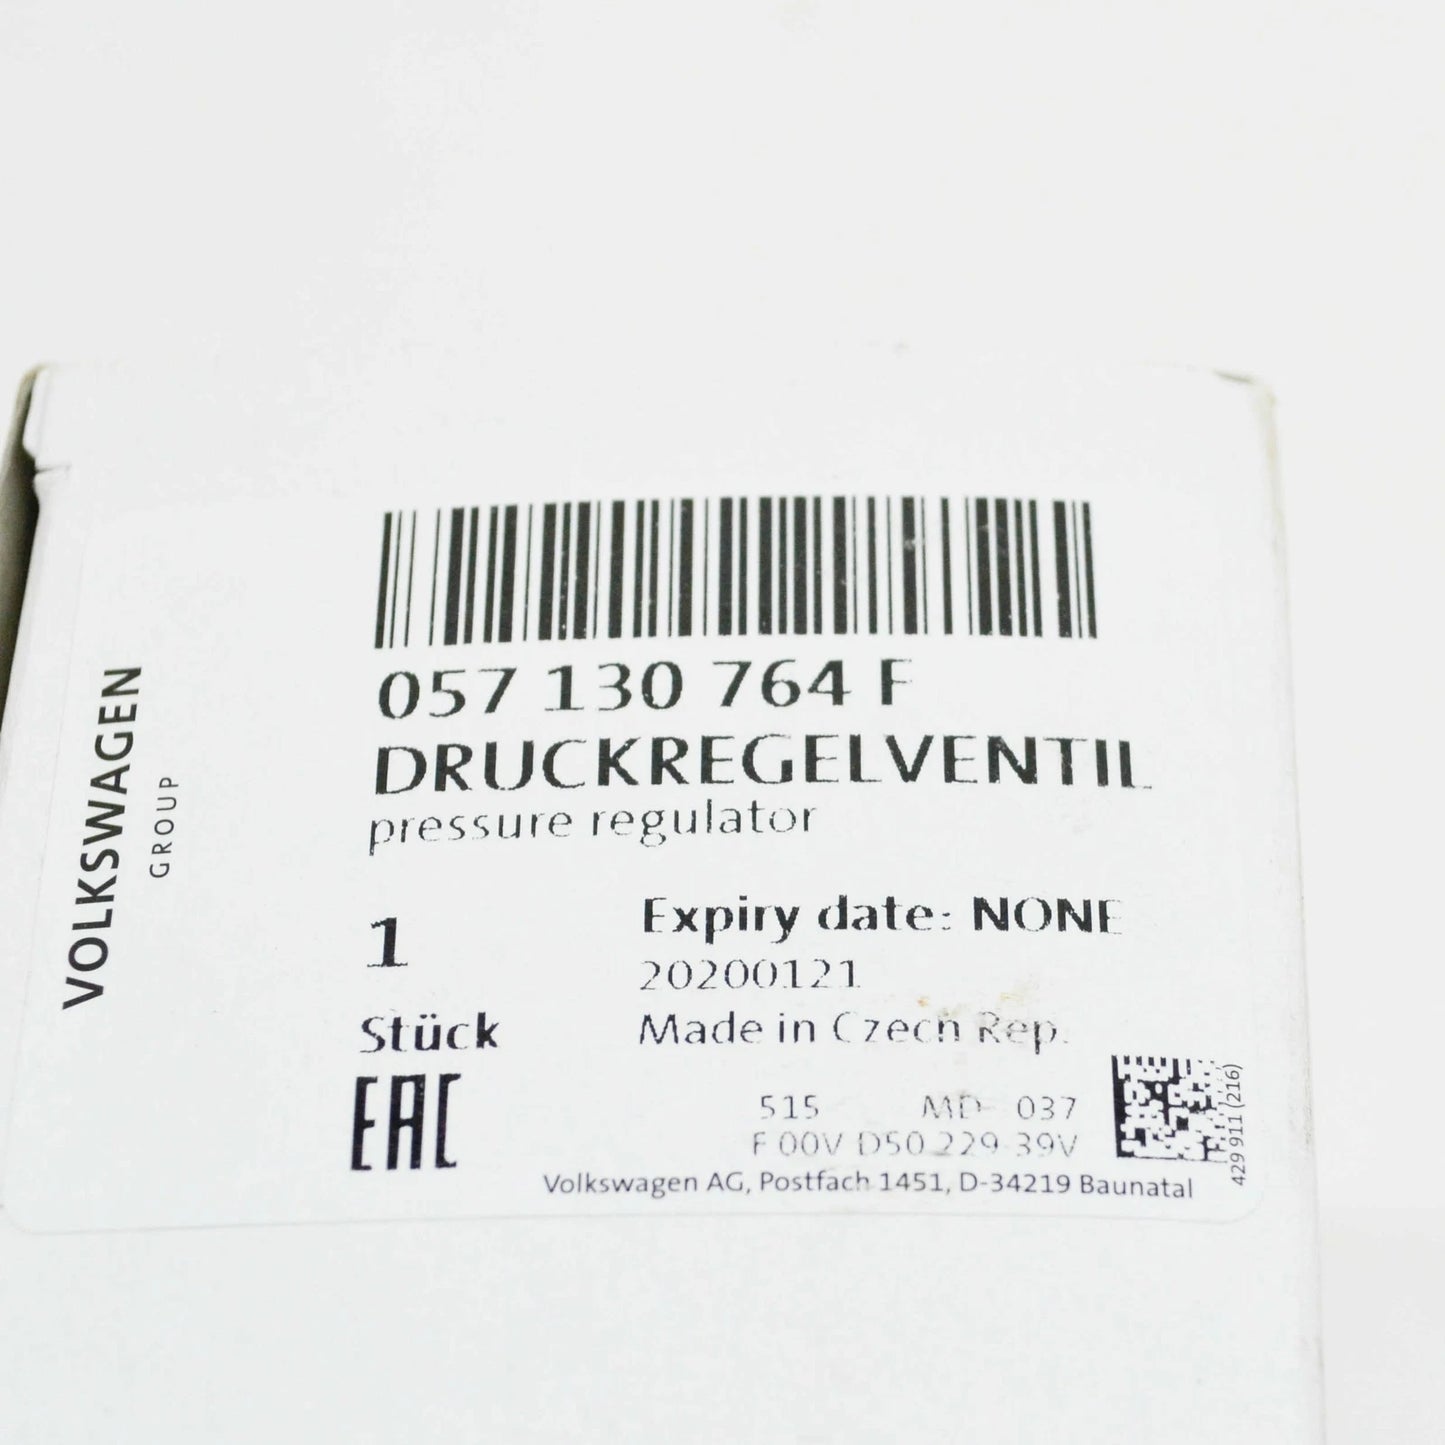 VOLKSWAGEN
GROUP
057 130 764 F
DRUCKREGELVENTIL
pressure regulator
1
Stück
Expiry date: NONE
20200121
Made in Czech Rep.
EAC
515 MD- 037
F 00V D50 229 39V
Volkswagen AG, Postfach 1451, D-34219 Baunatal
429 911 (216)